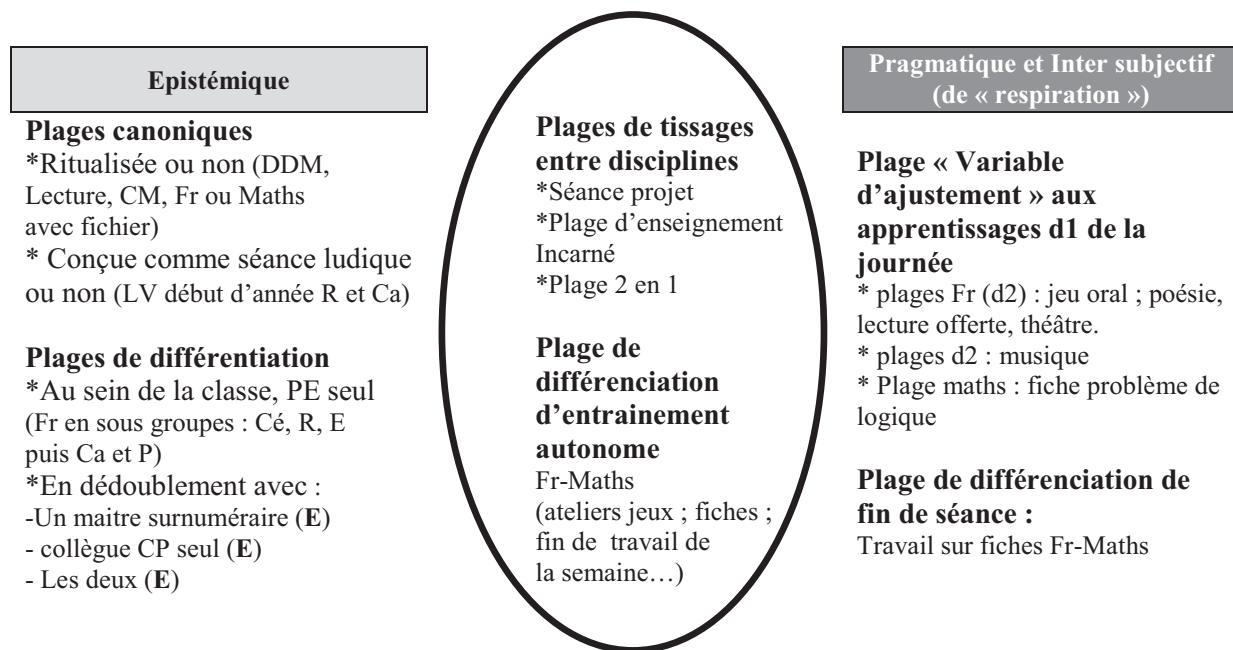 Epistémique
Plages canoniques
*Ritualisée ou non (DDM,
Lecture, CM, Fr ou Maths
avec fichier)
* Conçue comme séance ludique
ou non (LV début d’année R et Ca)
Plages de différentiation
*Au sein de la classe, PE seul
(Fr en sous groupes : Cé, R, E
puis Ca et P)
*En dédoublement avec :
-Un maitre surnuméraire (E)
- collègue CP seul (E)
- Les deux (E)
Plages de tissages
entre disciplines
*Séance projet
*Plage d’enseignement
Incarné
*Plage 2 en 1
Plage de
différenciation
d’entrainement
autonome
Fr-Maths
(ateliers jeux ; fiches ;
fin de travail de
la semaine…)
Pragmatique et Inter subjectif
(de « respiration »)
Plage « Variable
d’ajustement » aux
apprentissages d1 de la
journée
* plages Fr (d2) : jeu oral ; poésie,
lecture offerte, théâtre.
* plages d2 : musique
* Plage maths : fiche problème de
logique
Plage de différenciation de
fin de séance :
Travail sur fiches Fr-Maths